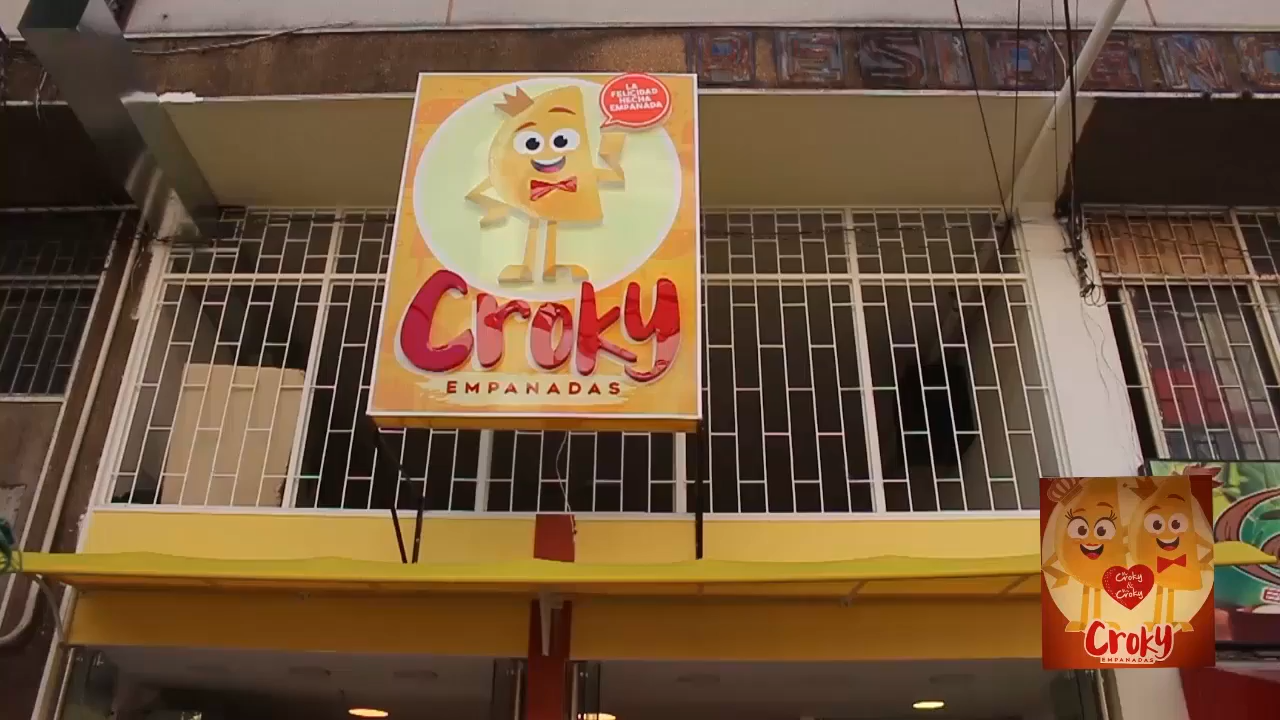 LA
FELICIDAD
HECHA
EMPANADA
Croky
EMPANADAS
Croky
&
Croky
Croky
EMPANADAS